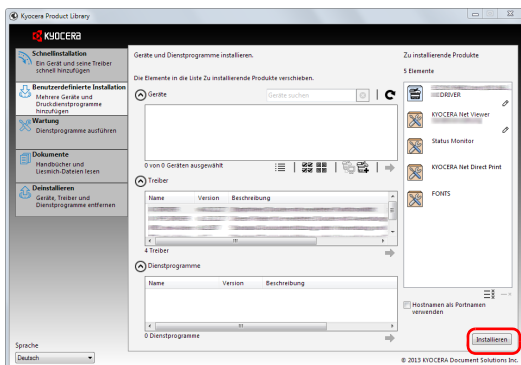 Kyocera Product Library
KYOCERA
Schnellinstallation
Ein Gerät und seine Treiber
schnell hinzufügen
Benutzerdefinierte Installation
Mehrere Geräte und
Druckdienstprogramme
hinzufügen
Wartung
Dienstprogramme ausführen
Dokumente
Handbücher und
Liesmich-Dateien lesen
Deinstallieren
Geräte, Treiber und
Dienstprogramme entfernen
Sprache
Deutsch
Geräte und Dienstprogramme installieren.
Die Elemente in die Liste Zu installierende Produkte verschieben.
Geräte
Geräte suchen
0 von 0 Geräten ausgewählt
Treiber
Name Version Beschreibung
4 Treiber
Dienstprogramme
Name Version Beschreibung
0 Dienstprogramme
Zu installierende Produkte
5 Elemente
DRIVER
KYOCERA Net Viewer
Status Monitor
KYOCERA Net Direct Print
FONTS
Hostnamen als Portnamen
verwenden
Installieren
© 2013 KYOCERA Document Solutions Inc.